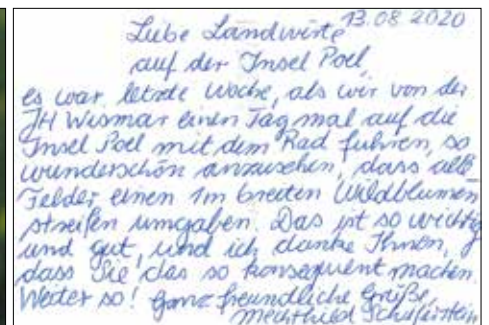 13.08 2020
Liebe Landwirte
auf der Insel Poel,
es war letzte Woche, als wir von der
JH Wismar einen Tag mal auf die
Insel Poel mit dem Rad fuhren, so
wunderschön anzusehen, dass alle
Felder einen 1m breiten Wildblumen
streifen umgaben. Das ist so wichtig
und gut, und ich danke Ihnen,
dass Sie das so konsequent machen.
Weiter so! Ganz freundliche Grüße,
Mechthild